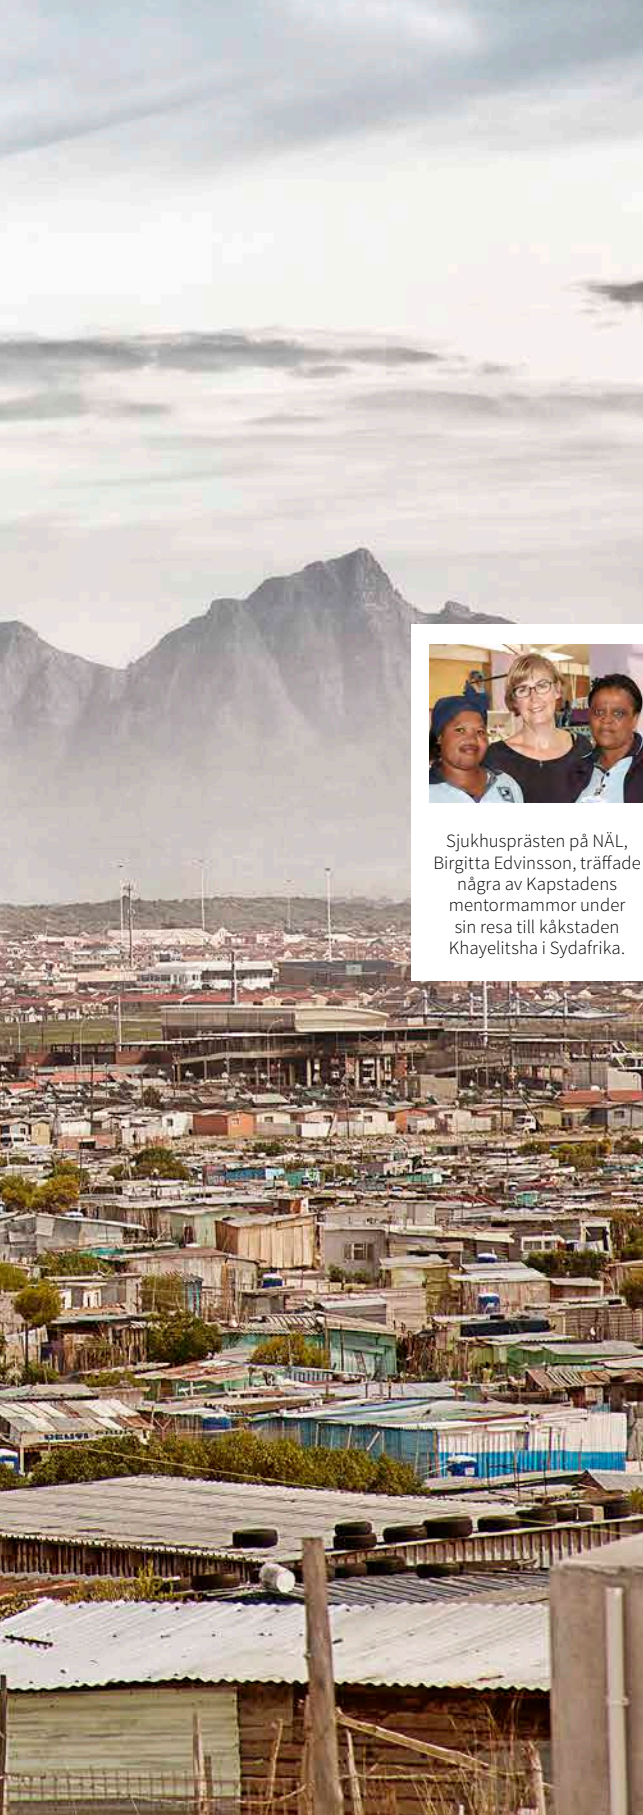 Sjukhusprästen på NÄL,
Birgitta Edvinsson, träffade
några av Kapstadens
mentormammor under
sin resa till kåkstaden
Khayelitsha i Sydafrika.